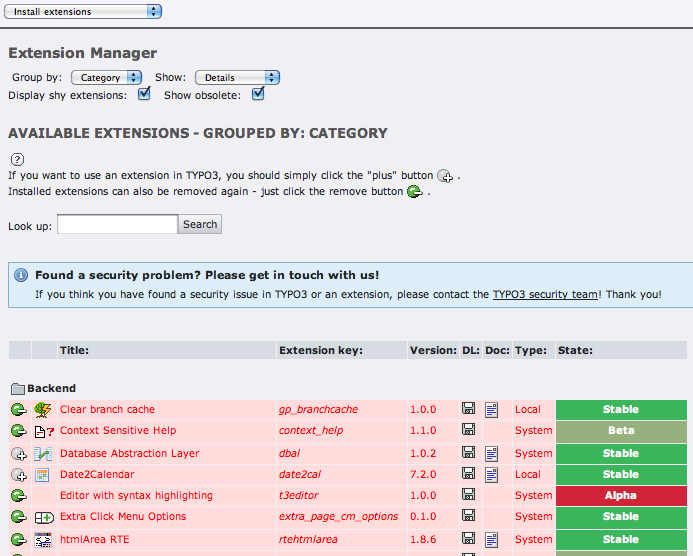 Install extensions
Extension Manager
Group by: Category Show: Details
Display shy extensions: Show obsolete:
AVAILABLE EXTENSIONS - GROUPED BY: CATEGORY
?
If you want to use an extension in TYPO3, you should simply click the "plus" button .
Installed extensions can also be removed again - just click the remove button .
Look up: Search
Found a security problem? Please get in touch with us!
If you think you have found a security issue in TYPO3 or an extension, please contact the TYPO3 security team! Thank you!
Title: Extension key: Version: DL: Doc: Type: State:
Backend
Clear branch cache gp_branchcache 1.0.0 Local Stable
Context Sensitive Help context_help 1.1.0 System Beta
Database Abstraction Layer dbal 1.0.2 System Stable
Date2Calendar date2cal 7.2.0 Local Stable
Editor with syntax highlighting t3editor 1.0.0 System Alpha
Extra Click Menu Options extra_page_cm_options 0.1.0 System Stable
htmlArea RTE rtehtmlarea 1.8.6 System Stable